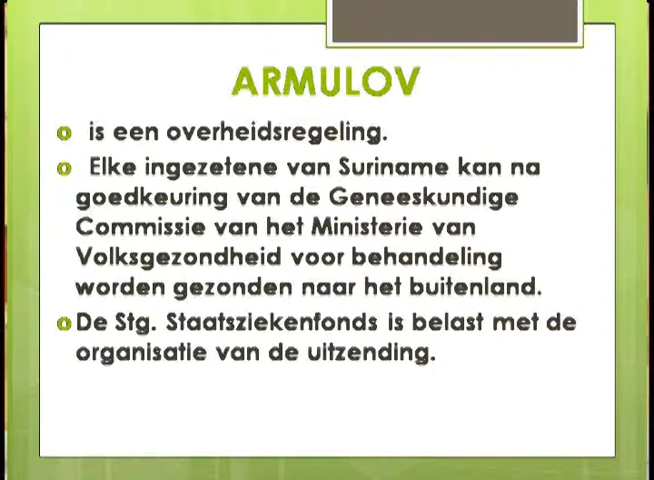 ARMULOV
is een overheidsregeling.
Elke ingezetene van Suriname kan na
goedkeuring van de Geneeskundige
Commissie van het Ministerie van
Volksgezondheid voor behandeling
worden gezonden naar het buitenland.
De Stg. Staatsziekenfonds is belast met de
organisatie van de uitzending.